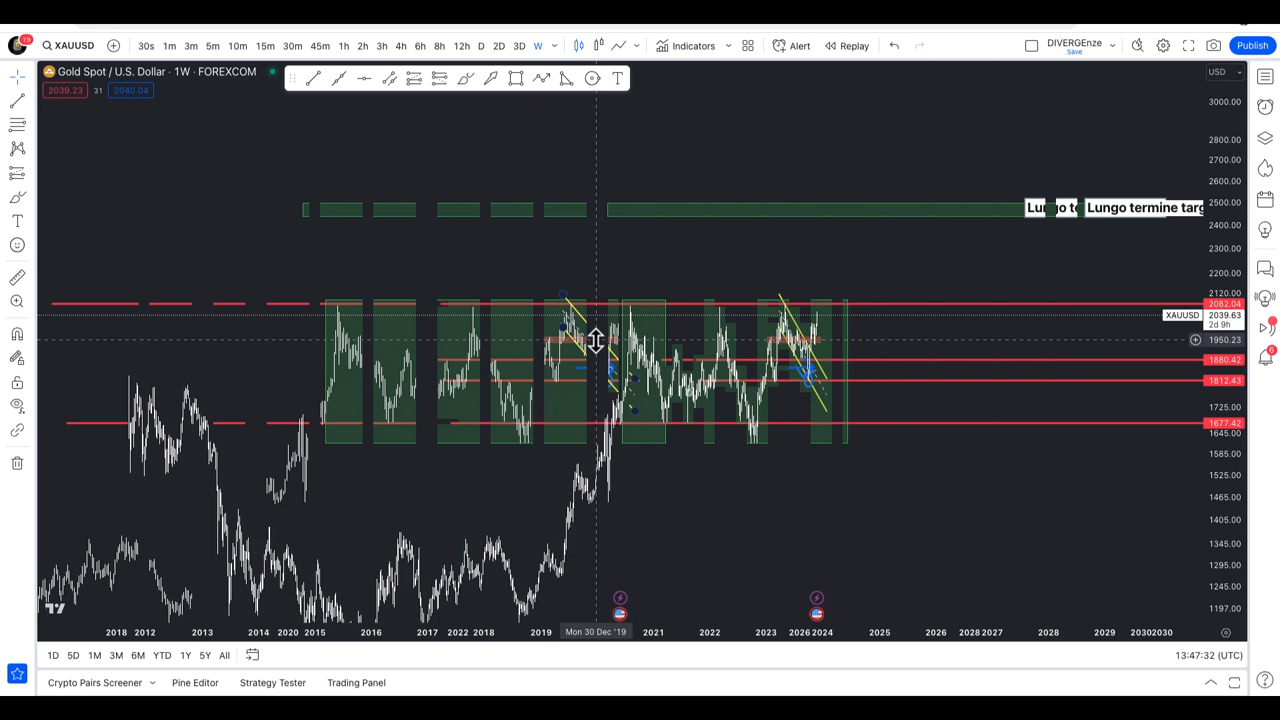 19
XAUUSD
30s 1m 3m 5m 10m 15m 30m 45m 1h 2h 3h 4h 6h 8h 12h D 2D 3D W
Indicators
Alert
Replay
DIVERGEnze
Save
Publish
Gold Spot / U.S. Dollar · 1W · FOREXCOM
2039.23 31 2040.04
USD
3000.00
2800.00
2700.00
2600.00
2500.00
2400.00
2300.00
2200.00
2120.00
2082.04
XAUUSD 2039.63
2d 9h
1950.23
1880.42
1812.43
1725.00
1677.42
1645.00
1585.00
1525.00
1465.00
1405.00
1345.00
1295.00
1245.00
1197.00
Lungo termine targ
6
2018 2012 2013 2014 2020 2015 2016 2017 2022 2018 2019 Mon 30 Dec '19 2021 2022 2023 2026 2024 2025 2026 2028 2027 2028 2029 2030 2030
1D 5D 1M 3M 6M YTD 1Y 5Y All
13:47:32 (UTC)
Crypto Pairs Screener Pine Editor Strategy Tester Trading Panel